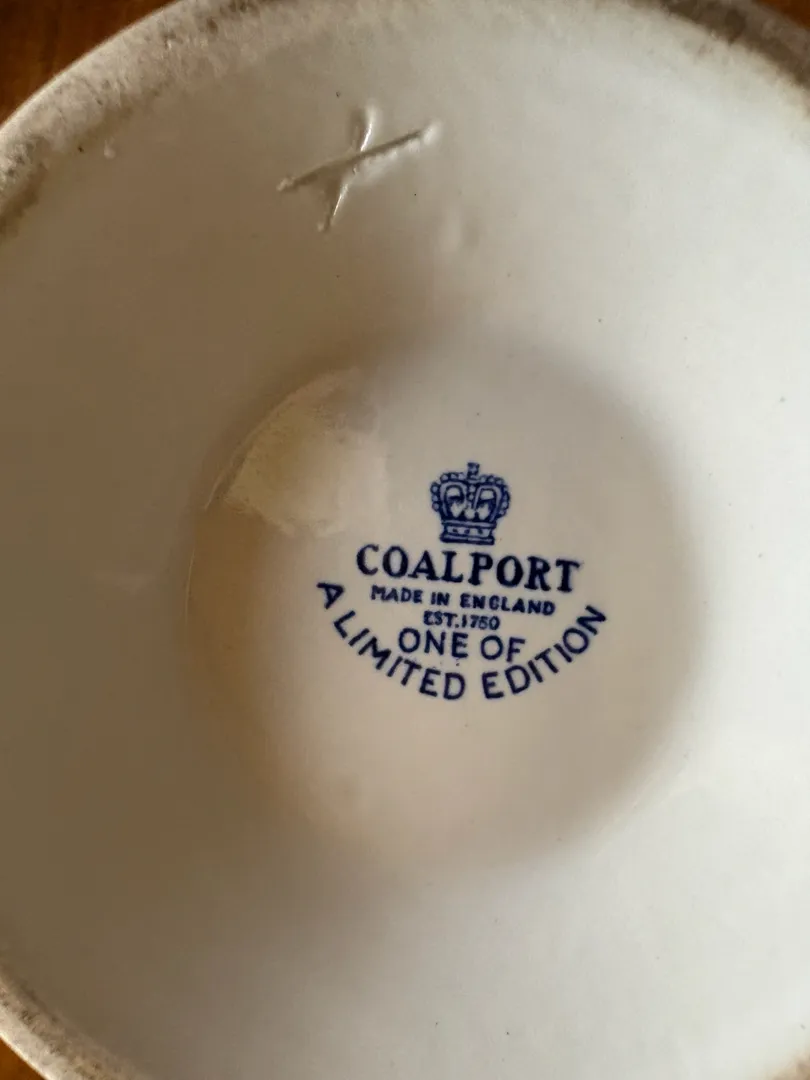 COALPORT
MADE IN ENGLAND
EST. 1750
ONE OF
A LIMITED EDITION